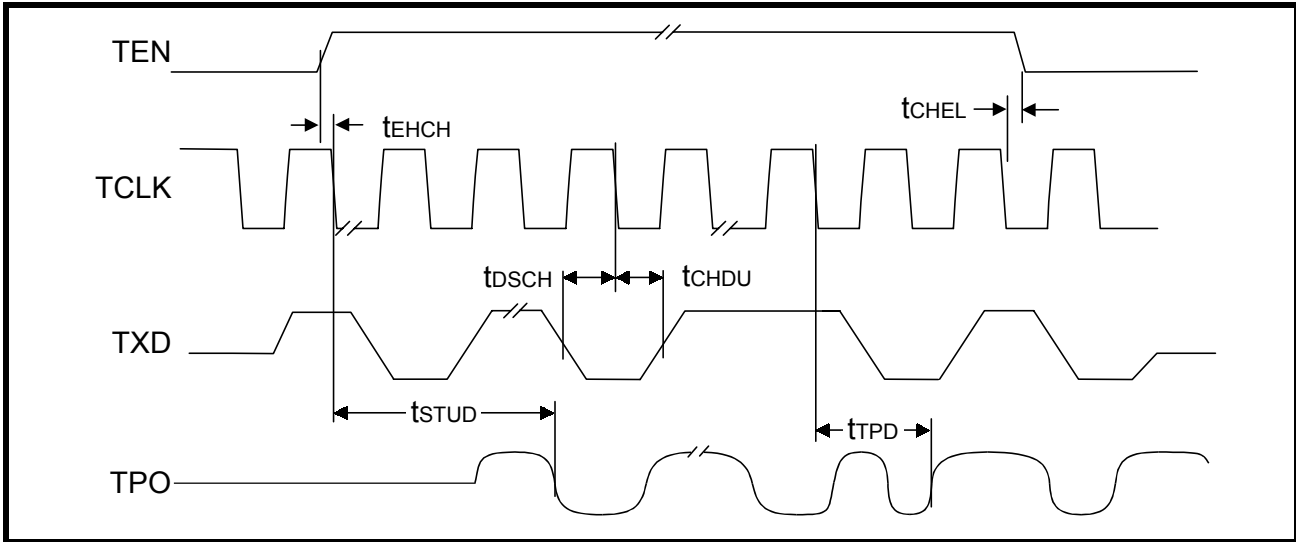 TEN
tCHEL
tEHCH
TCLK
tDSCH
tCHDU
TXD
tSTUD
tTPD
TPO